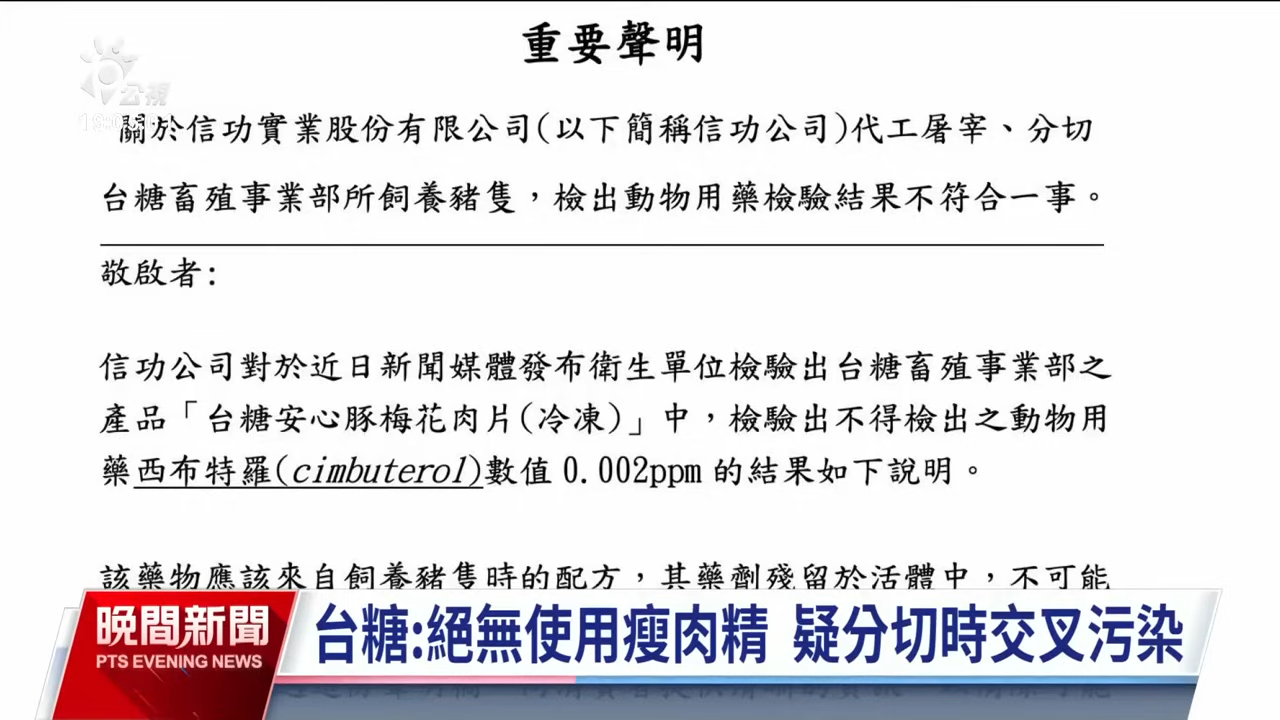 重要聲明
公視
關於信功實業股份有限公司(以下簡稱信功公司)代工屠宰、分切
台糖畜殖事業部所飼養豬隻，檢出動物用藥檢驗結果不符合一事。
敬啟者:
信功公司對於近日新聞媒體發布衛生單位檢驗出台糖畜殖事業部之
產品「台糖安心豚梅花肉片(冷凍)」中，檢驗出不得檢出之動物用
藥西布特羅(cimbuterol)數值 0.002ppm 的結果如下說明。
該藥物應該來自飼養豬隻時的配方，其藥劑殘留於活體中，不可能
晚間新聞
PTS EVENING NEWS
台糖:絕無使用瘦肉精 疑分切時交叉污染